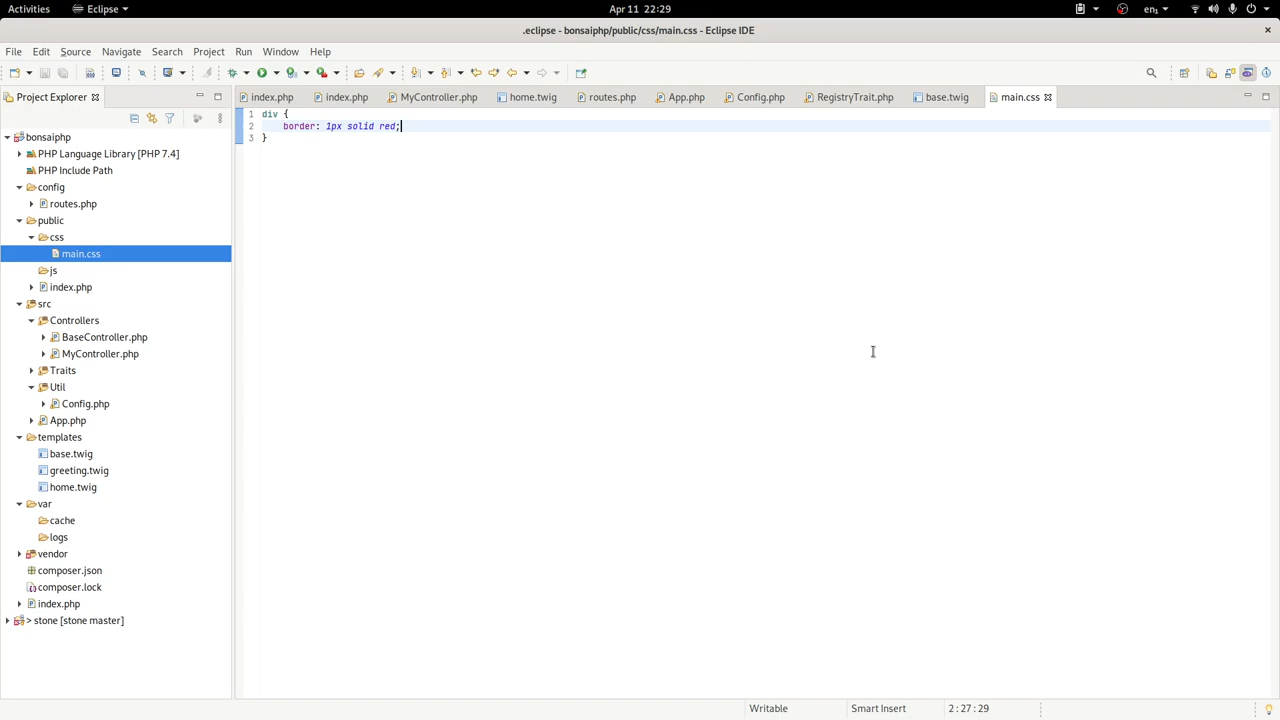 Activities
Eclipse
Apr 11 22:29
en₁
.eclipse - bonsaiphp/public/css/main.css - Eclipse IDE
File Edit Source Navigate Search Project Run Window Help
Project Explorer
index.php index.php MyController.php home.twig routes.php App.php Config.php RegistryTrait.php base.twig main.css
bonsaiphp
PHP Language Library [PHP 7.4]
PHP Include Path
config
routes.php
public
css
main.css
js
index.php
src
Controllers
BaseController.php
MyController.php
Traits
Util
Config.php
App.php
templates
base.twig
greeting.twig
home.twig
var
cache
logs
vendor
composer.json
composer.lock
index.php
> stone [stone master]
1 div {
2 border: 1px solid red;
3 }
Writable
Smart Insert
2:27:29